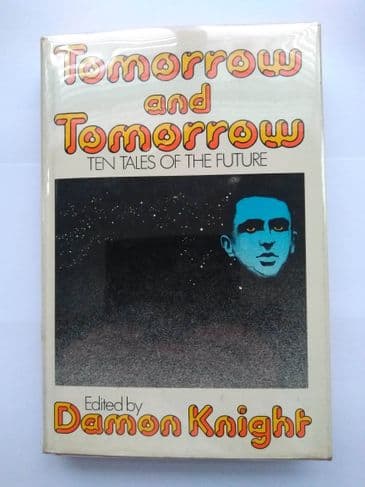 Tomorrow
and
Tomorrow
TEN TALES OF THE FUTURE
Edited by
Damon Knight